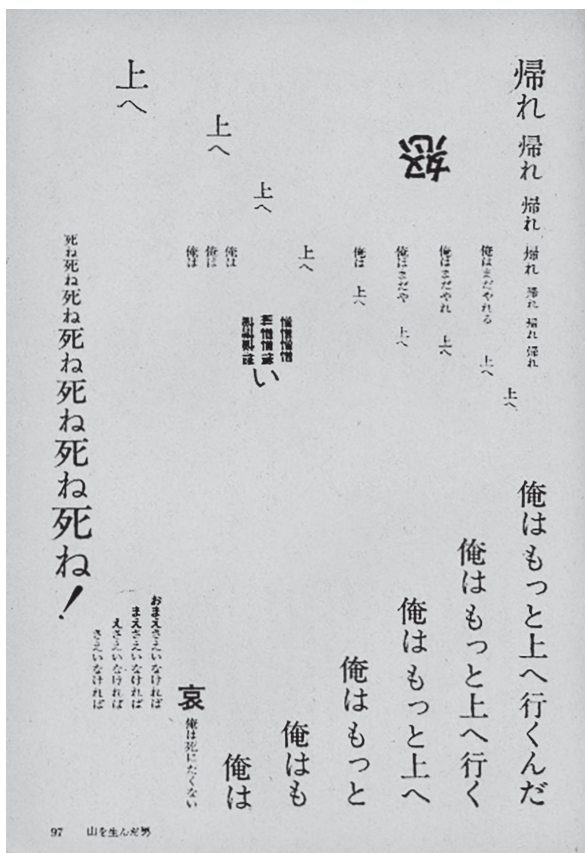 帰れ 帰れ 帰れ 帰れ 帰れ 帰れ 帰れ
俺はもっと上へ行くんだ
上へ
俺はまだやれる 上へ
俺はもっと上へ行く
俺はまだやれ 上へ
怒
俺はまだや 上へ
俺はもっと上へ
俺は 上へ
俺はもっと
上へ
俺はも
憎憎憎憎
い
上へ
俺は
上へ
俺は
俺は
俺は
哀 俺は死にたくない
上へ
おまえさえいなければ
まえさえいなければ
えさえいなければ
さえいなければ
死ね死ね死ね死ね死ね死ね死ね!
97 山を生んだ男